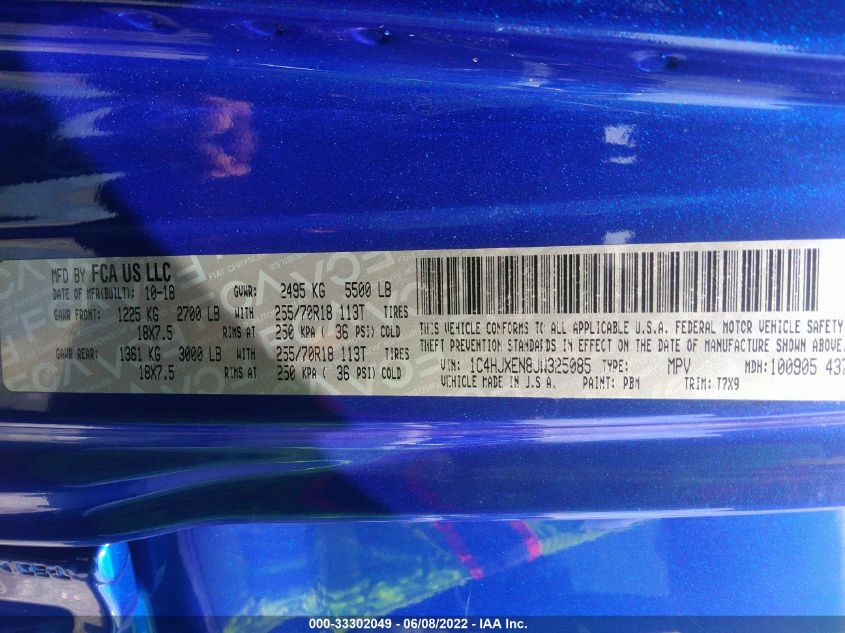 MFD BY FCA US LLC
DATE OF MFR(BUILT): 10-18 GVWR: 2495 KG 5500 LB
GAWR FRONT: 1225 KG 2700 LB WITH 255/70R18 113T TIRES
18X7.5 RIMS AT 250 KPA ( 36 PSI) COLD
GAWR REAR: 1361 KG 3000 LB WITH 255/70R18 113T TIRES
18X7.5 RIMS AT 250 KPA ( 36 PSI) COLD
THIS VEHICLE CONFORMS TO ALL APPLICABLE U.S.A. FEDERAL MOTOR VEHICLE SAFETY
THEFT PREVENTION STANDARDS IN EFFECT ON THE DATE OF MANUFACTURE SHOWN ABOVE.
VIN: 1C4HJXEN8JW325085 TYPE: MPV MDH: 100905 437
VEHICLE MADE IN U.S.A. PAINT: PBM TRIM: T7X9
000-33302049 - 06/08/2022 - IAA Inc.